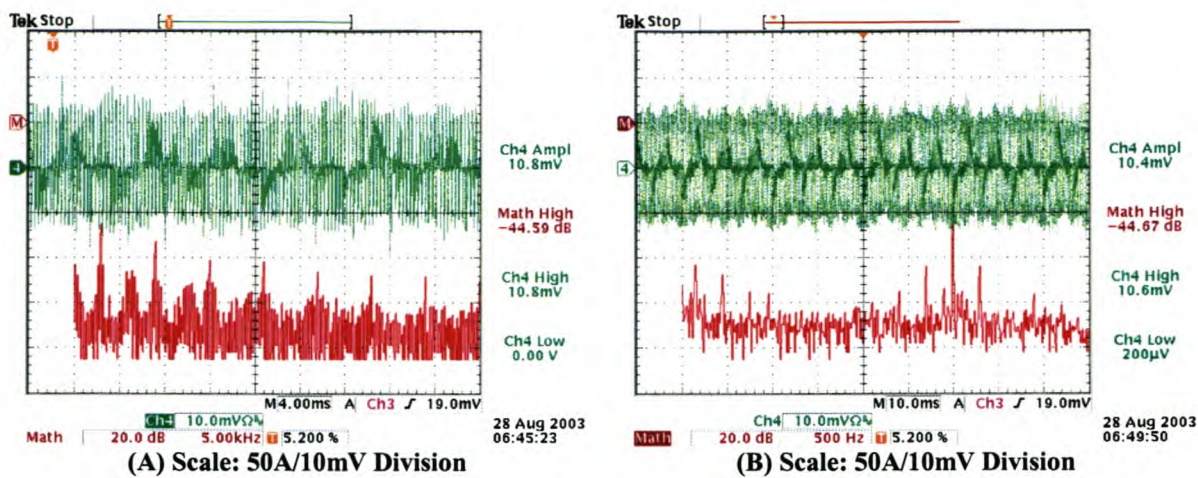 Tek Stop
T
T
M
4
Ch4 Ampl
10.8mV
Math High
-44.59 dB
Ch4 High
10.8mV
Ch4 Low
0.00 V
M 4.00ms A Ch3 ʃ 19.0mV
Ch4 10.0mVΩ
Math 20.0 dB 5.00kHz T 5.200 %
28 Aug 2003
06:45:23
(A) Scale: 50A/10mV Division
Tek Stop
M
4
Ch4 Ampl
10.4mV
Math High
-44.67 dB
Ch4 High
10.6mV
Ch4 Low
200µV
M 10.0ms A Ch3 ʃ 19.0mV
Ch4 10.0mVΩ
Math 20.0 dB 500 Hz T 5.200 %
28 Aug 2003
06:49:50
(B) Scale: 50A/10mV Division